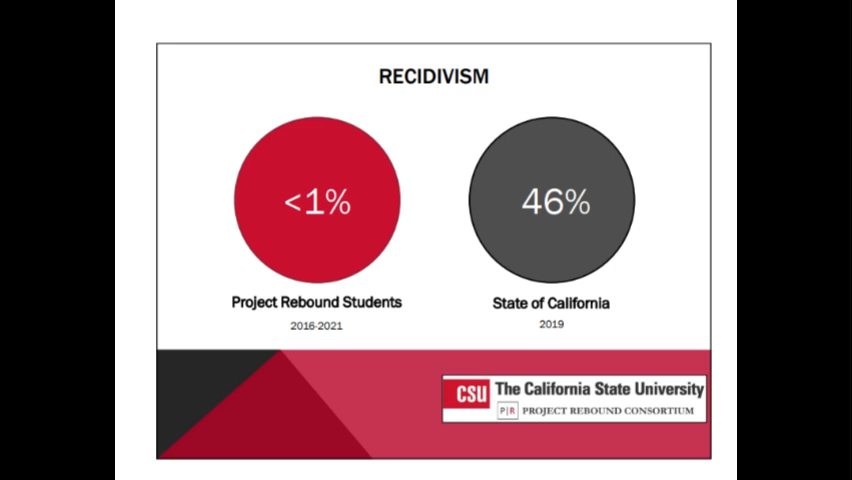 RECIDIVISM
<1%
46%
Project Rebound Students
State of California
2016-2021
2019
CSU The California State University
P|R PROJECT REBOUND CONSORTIUM